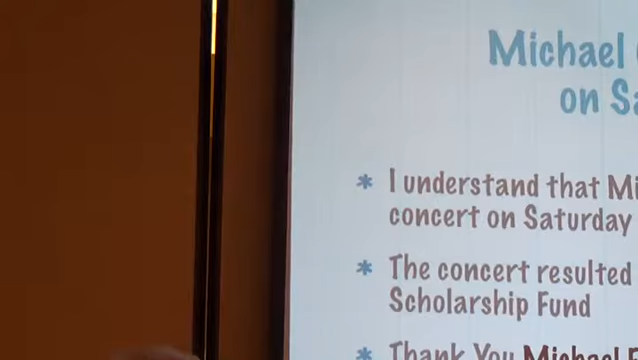 Michael
on Sa
* I understand that Mi
concert on Saturday
* The concert resulted
Scholarship Fund
* Thank You Michael